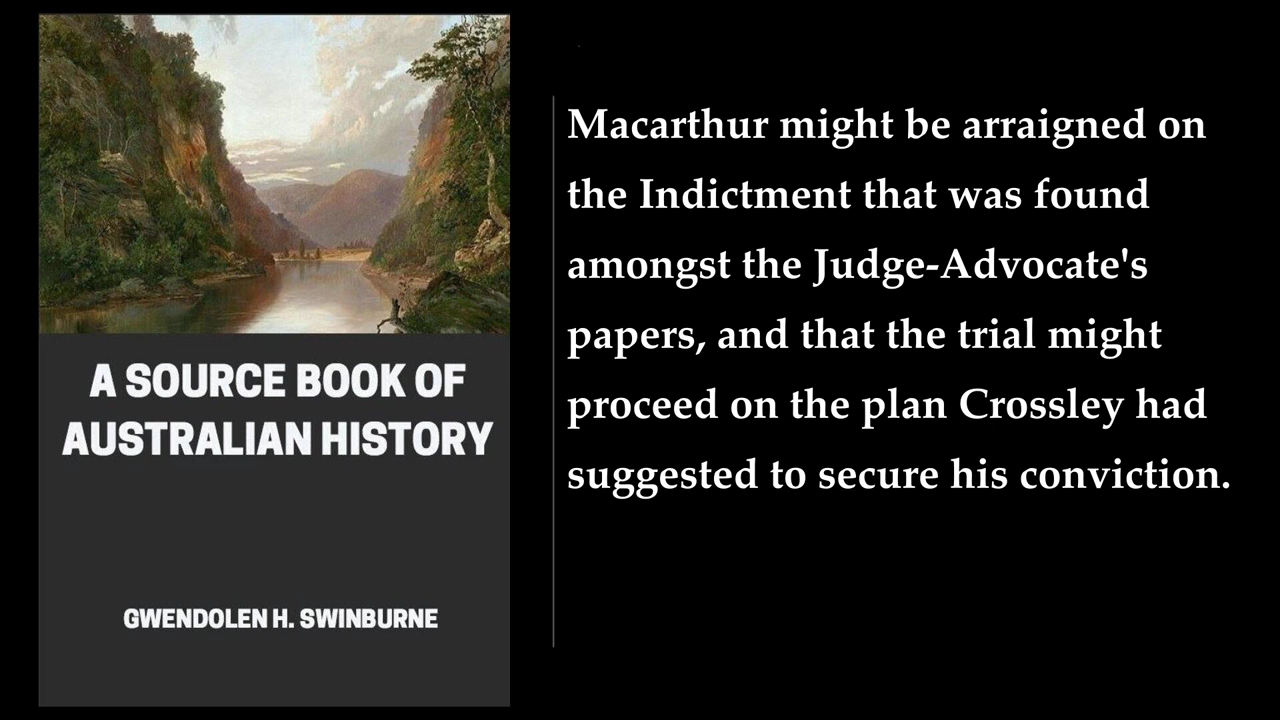 A SOURCE BOOK OF
AUSTRALIAN HISTORY
GWENDOLEN H. SWINBURNE
Macarthur might be arraigned on
the Indictment that was found
amongst the Judge-Advocate's
papers, and that the trial might
proceed on the plan Crossley had
suggested to secure his conviction.